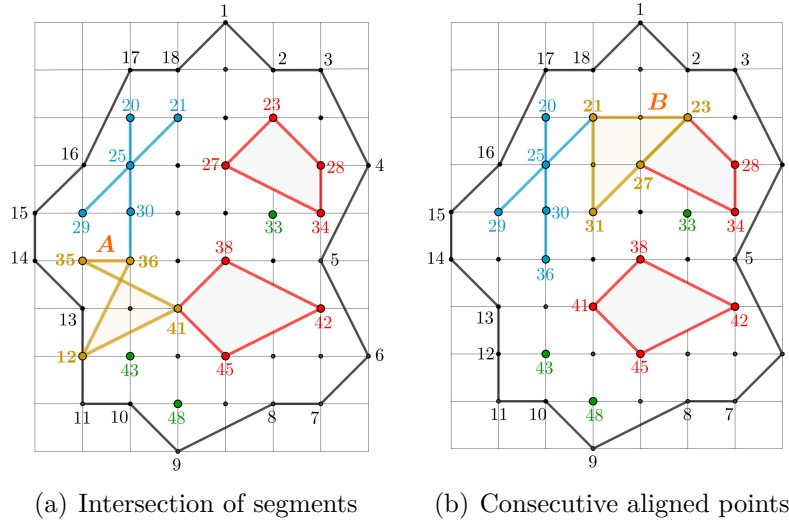 1 1
17 18 2 3 17 18 2 3
20 21 23 20 21 B 23
16 25 27 28 4 16 25 27 28 4
15 29 30 33 34 15 29 30 31 33 34
14 35 A 36 38 5 14 36 38 5
13 41 42 13 41 42
12 43 45 6 12 43 45
11 10 48 8 7 11 10 48 8 7
9 9
(a) Intersection of segments (b) Consecutive aligned points